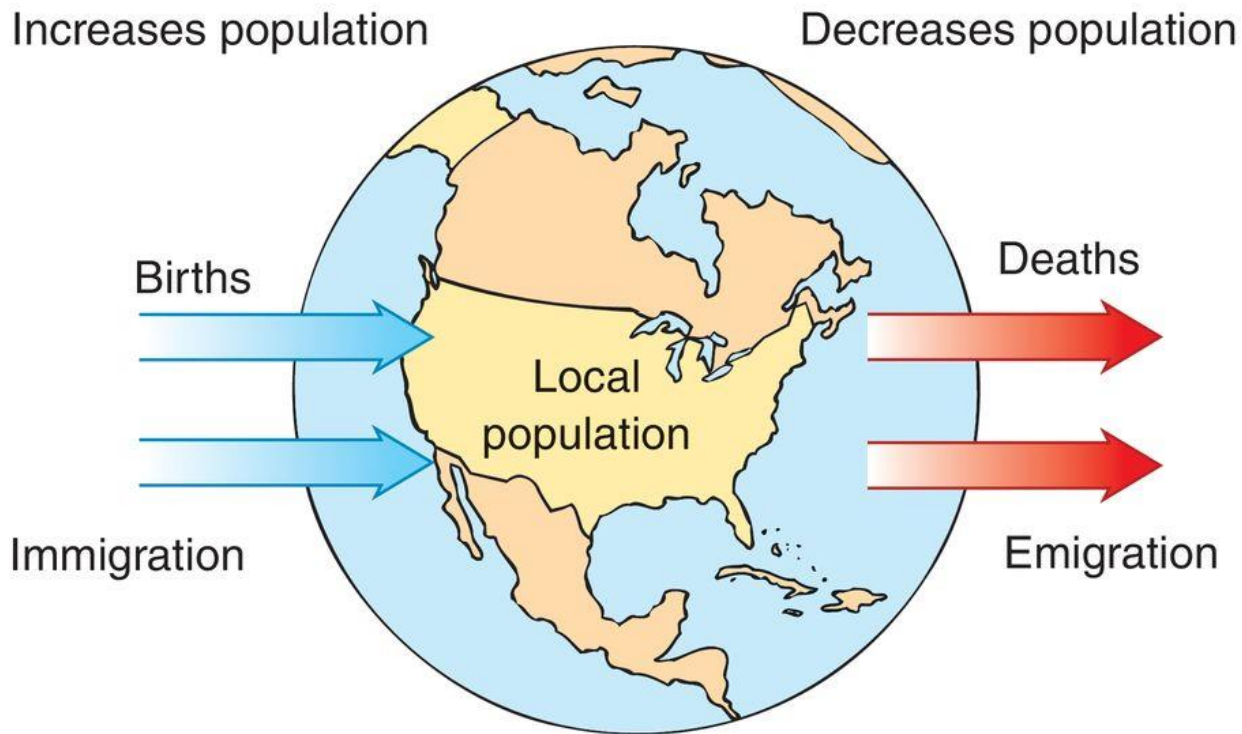 Increases population
Decreases population
Births
Deaths
Local
population
Immigration
Emigration